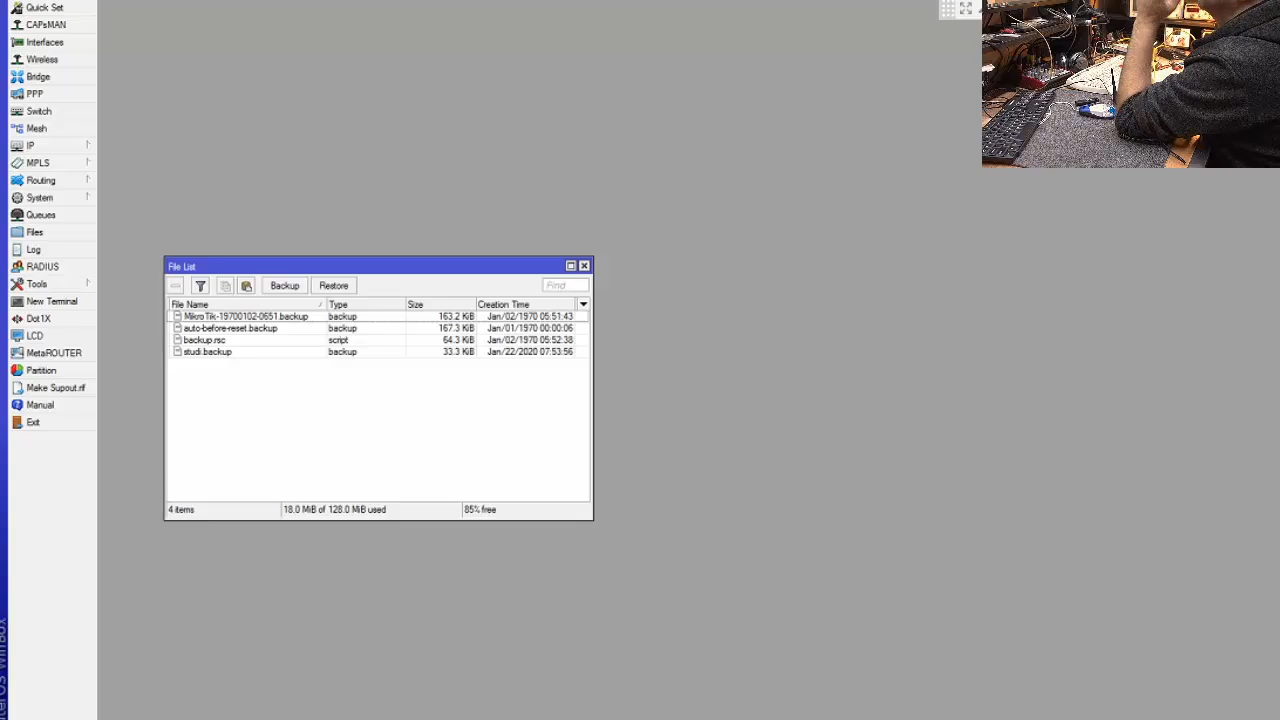 Quick Set
CAPsMAN
Interfaces
Wireless
Bridge
PPP
Switch
Mesh
IP
MPLS
Routing
System
Queues
Files
Log
RADIUS
Tools
New Terminal
Dot1X
LCD
MetaROUTER
Partition
Make Supout.rif
Manual
Exit
File List
Backup Restore Find
File Name Type Size Creation Time
MikroTik-19700102-0651.backup backup 163.2 KiB Jan/02/1970 05:51:43
auto-before-reset.backup backup 167.3 KiB Jan/01/1970 00:00:06
backup.rsc script 64.3 KiB Jan/02/1970 05:52:38
studi.backup backup 33.3 KiB Jan/22/2020 07:53:56
4 items 18.0 MiB of 128.0 MiB used 85% free
WinBox